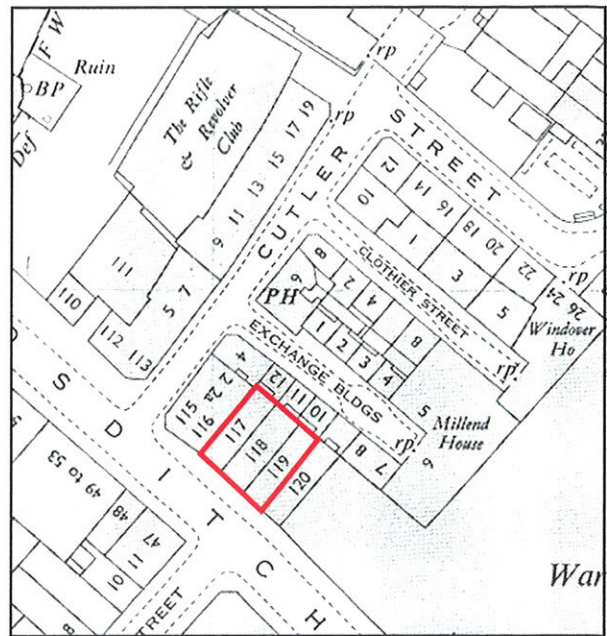 F W
Ruin
BP
Def
The Rifle
& Revolver
Club
rp
rp
9 11 13 15 17 19
CUTLER STREET
12 14 16 18 20 22
10
1 3 5
rp
24 26
Windover
Ho
CLOTHIER STREET
rp.
8
6
2 4 8
PH
1 2 3 4
5
6
Millend
House
EXCHANGE BLDGS
rp.
4
2 2a
12 11 10
8 7
111
110
112
113
5 7
115
116
117
118
119
120
DSDITCH
49 to 53
48
47
11
10
8
STREET
War